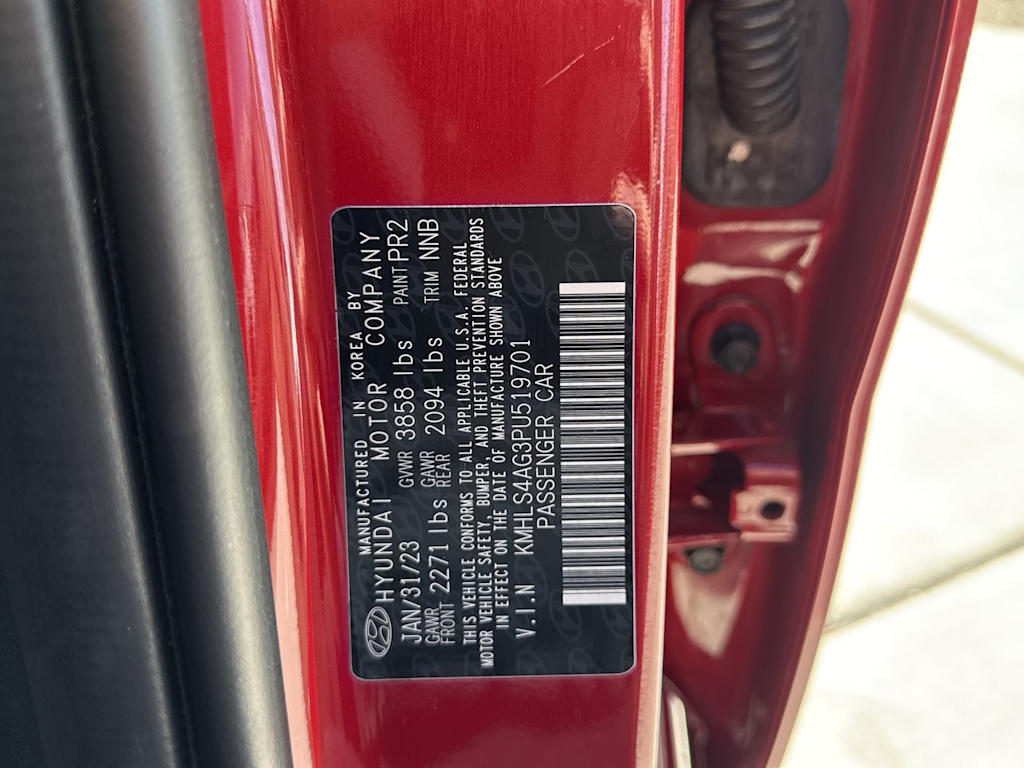 MANUFACTURED IN KOREA BY
HYUNDAI MOTOR COMPANY
JAN/31/23 GVWR 3858 lbs PAINT PR2
GAWR FRONT 2271 lbs GAWR REAR 2094 lbs TRIM NNB
THIS VEHICLE CONFORMS TO ALL APPLICABLE U.S.A. FEDERAL
MOTOR VEHICLE SAFETY, BUMPER, AND THEFT PREVENTION STANDARDS
IN EFFECT ON THE DATE OF MANUFACTURE SHOWN ABOVE
V.I.N KMHLS4AG3PU519701
PASSENGER CAR